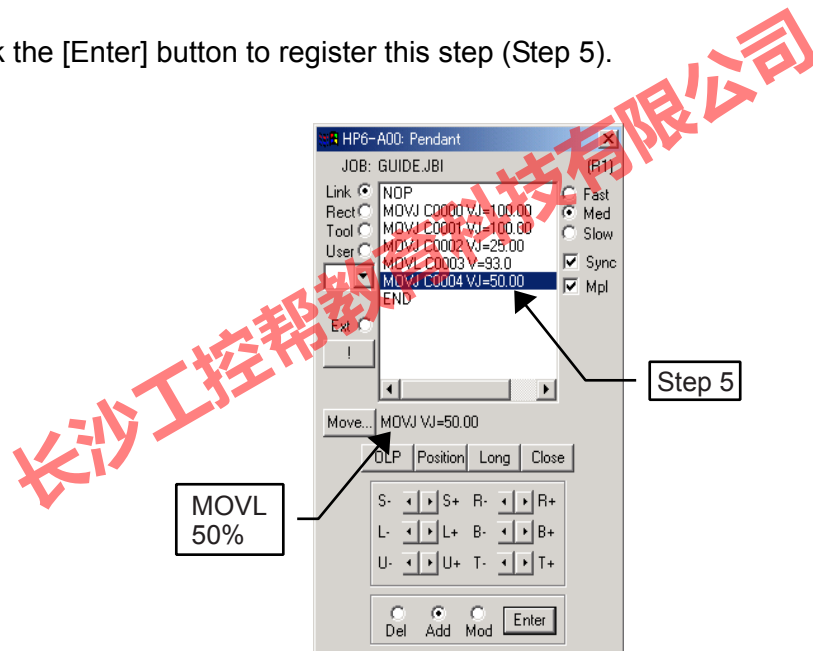 k the [Enter] button to register this step (Step 5).
HP6-A00: Pendant
JOB: GUIDE.JBI (R1)
Link
Rect
Tool
User
Ext
!
NOP
MOVJ C0000 VJ=100.00
MOVJ C0001 VJ=100.00
MOVJ C0002 VJ=25.00
MOVL C0003 V=93.0
MOVJ C0004 VJ=50.00
END
Fast
Med
Slow
Sync
Mpl
Step 5
Move... MOVJ VJ=50.00
OLP Position Long Close
MOVL
50%
S- S+ R- R+
L- L+ B- B+
U- U+ T- T+
Del Add Mod Enter
长沙工控帮教育科技有限公司